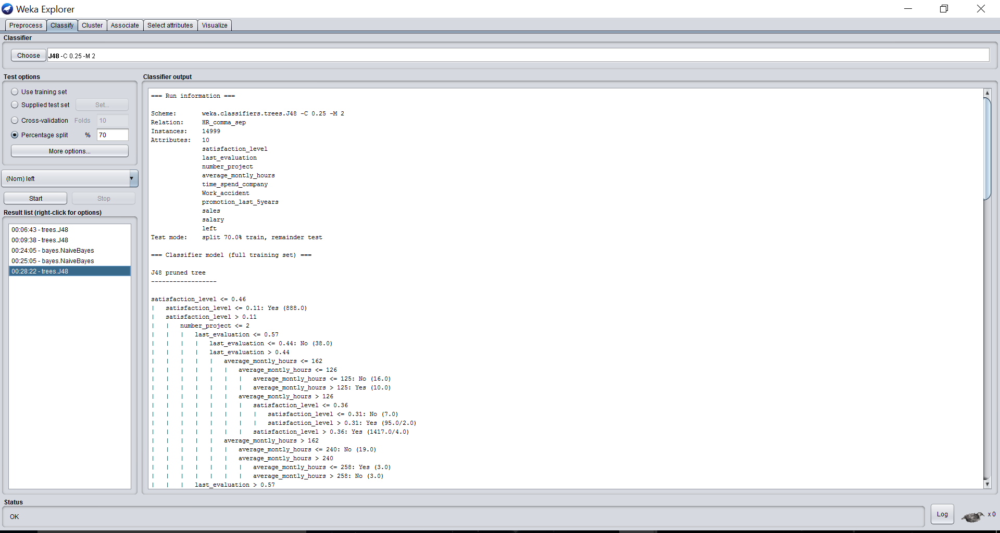 Weka Explorer
Preprocess Classify Cluster Associate Select attributes Visualize
Classifier
Choose J48 -C 0.25 -M 2
Test options
Use training set
Supplied test set Set...
Cross-validation Folds 10
Percentage split % 70
More options...
(Nom) left
Start Stop
Result list (right-click for options)
00:06:43 - trees.J48
00:09:38 - trees.J48
00:24:05 - bayes.NaiveBayes
00:25:05 - bayes.NaiveBayes
00:28:22 - trees.J48
Classifier output
=== Run information ===
Scheme: weka.classifiers.trees.J48 -C 0.25 -M 2
Relation: HR_comma_sep
Instances: 14999
Attributes: 10
satisfaction_level
last_evaluation
number_project
average_montly_hours
time_spend_company
Work_accident
promotion_last_5years
sales
salary
left
Test mode: split 70.0% train, remainder test
=== Classifier model (full training set) ===
J48 pruned tree
------------------
satisfaction_level <= 0.46
| satisfaction_level <= 0.11: Yes (888.0)
| satisfaction_level > 0.11
| | number_project <= 2
| | | last_evaluation <= 0.57
| | | | last_evaluation <= 0.44: No (38.0)
| | | | last_evaluation > 0.44
| | | | | average_montly_hours <= 162
| | | | | | average_montly_hours <= 126
| | | | | | | average_montly_hours <= 125: No (16.0)
| | | | | | | average_montly_hours > 125: Yes (10.0)
| | | | | | average_montly_hours > 126
| | | | | | | satisfaction_level <= 0.36
| | | | | | | | satisfaction_level <= 0.31: No (7.0)
| | | | | | | | satisfaction_level > 0.31: Yes (95.0/2.0)
| | | | | | | satisfaction_level > 0.36: Yes (1417.0/4.0)
| | | | | average_montly_hours > 162
| | | | | | average_montly_hours <= 240: No (19.0)
| | | | | | average_montly_hours > 240
| | | | | | | average_montly_hours <= 258: Yes (3.0)
| | | | | | | average_montly_hours > 258: No (3.0)
| | | last_evaluation > 0.57
Status
OK
Log
x 0